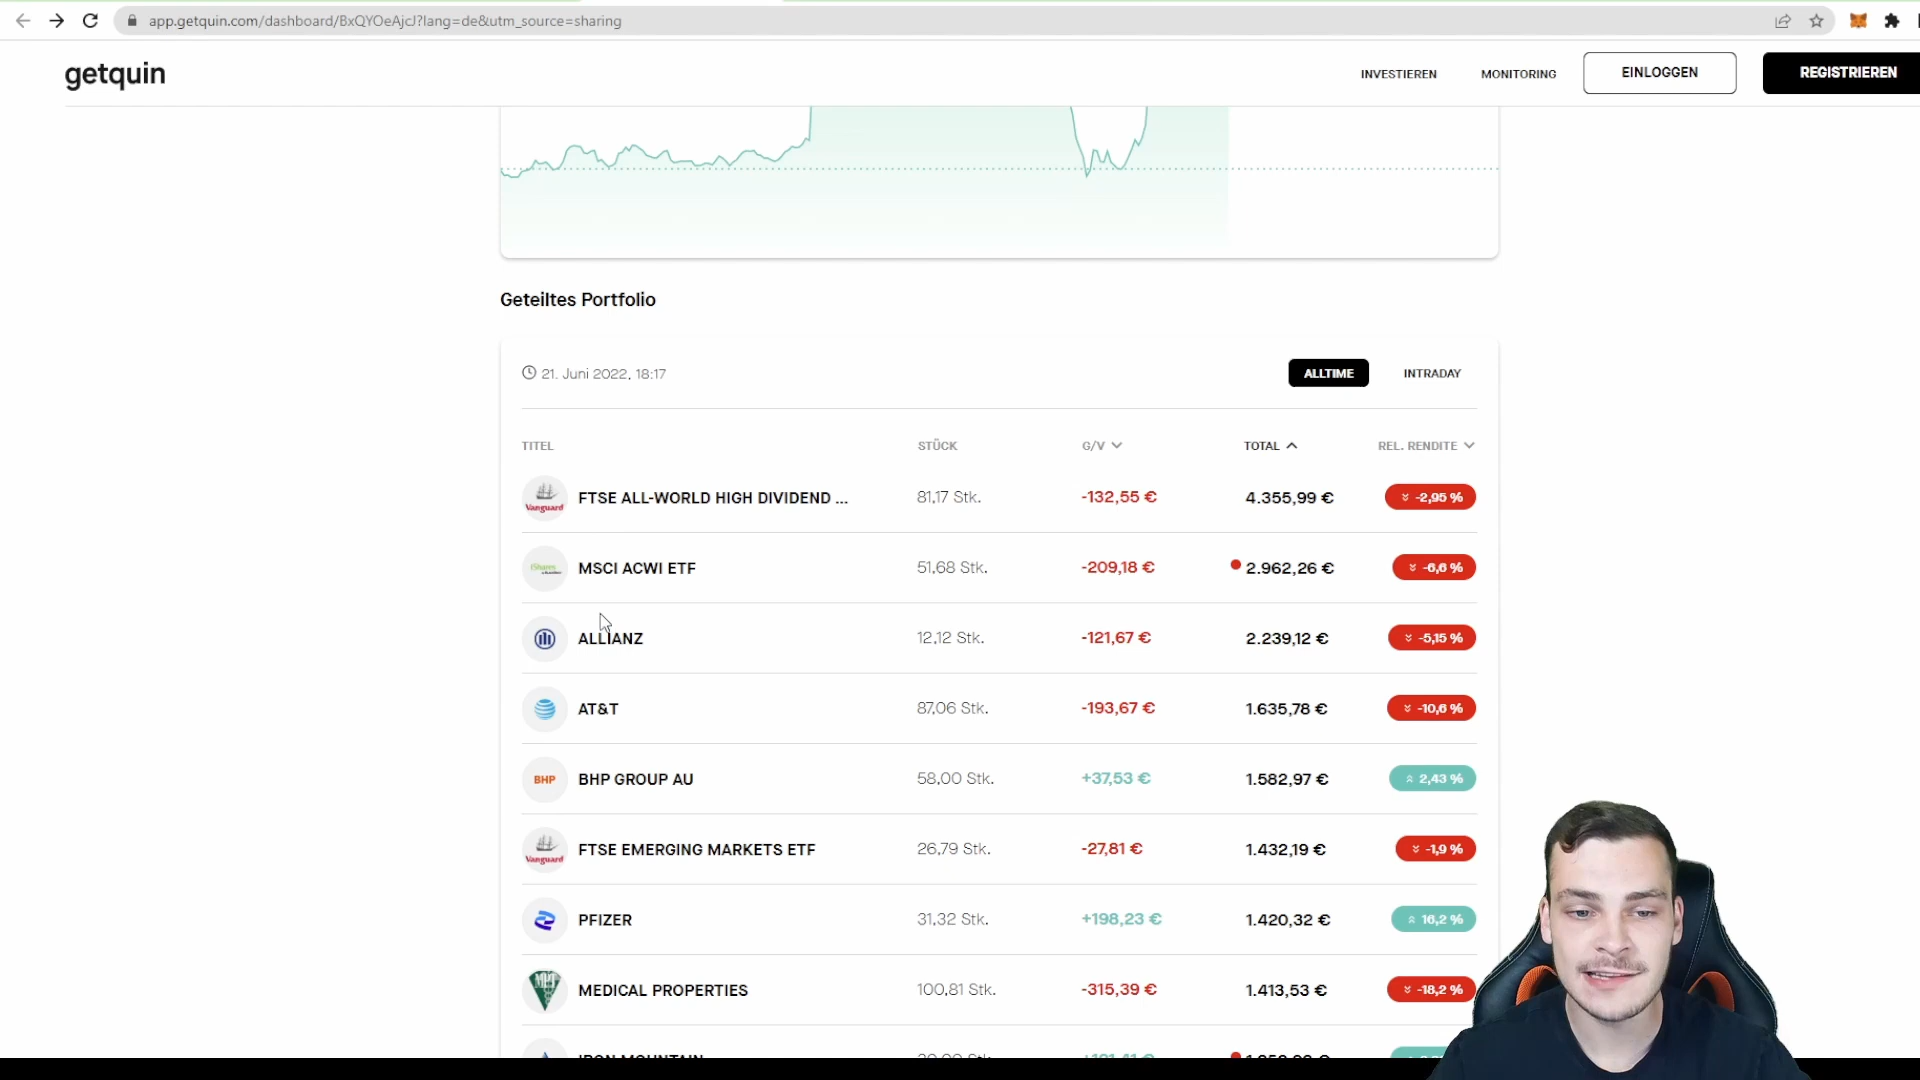 app.getquin.com/dashboard/BxQYOeAjcJ?lang=de&utm_source=sharing
getquin
INVESTIEREN
MONITORING
EINLOGGEN
REGISTRIEREN
Geteiltes Portfolio
21. Juni 2022, 18:17
ALLTIME
INTRADAY
TITEL STÜCK G/V TOTAL REL. RENDITE
Vanguard FTSE ALL-WORLD HIGH DIVIDEND ... 81,17 Stk. -132,55 € 4.355,99 € -2,95 %
iShares MSCI ACWI ETF 51,68 Stk. -209,18 € 2.962,26 € -6,6 %
ALLIANZ 12,12 Stk. -121,67 € 2.239,12 € -5,15 %
AT&T 87,06 Stk. -193,67 € 1.635,78 € -10,6 %
BHP BHP GROUP AU 58,00 Stk. +37,53 € 1.582,97 € 2,43 %
Vanguard FTSE EMERGING MARKETS ETF 26,79 Stk. -27,81 € 1.432,19 € -1,9 %
PFIZER 31,32 Stk. +198,23 € 1.420,32 € 16,2 %
MPT MEDICAL PROPERTIES 100,81 Stk. -315,39 € 1.413,53 € -18,2 %
IRON MOUNTAIN